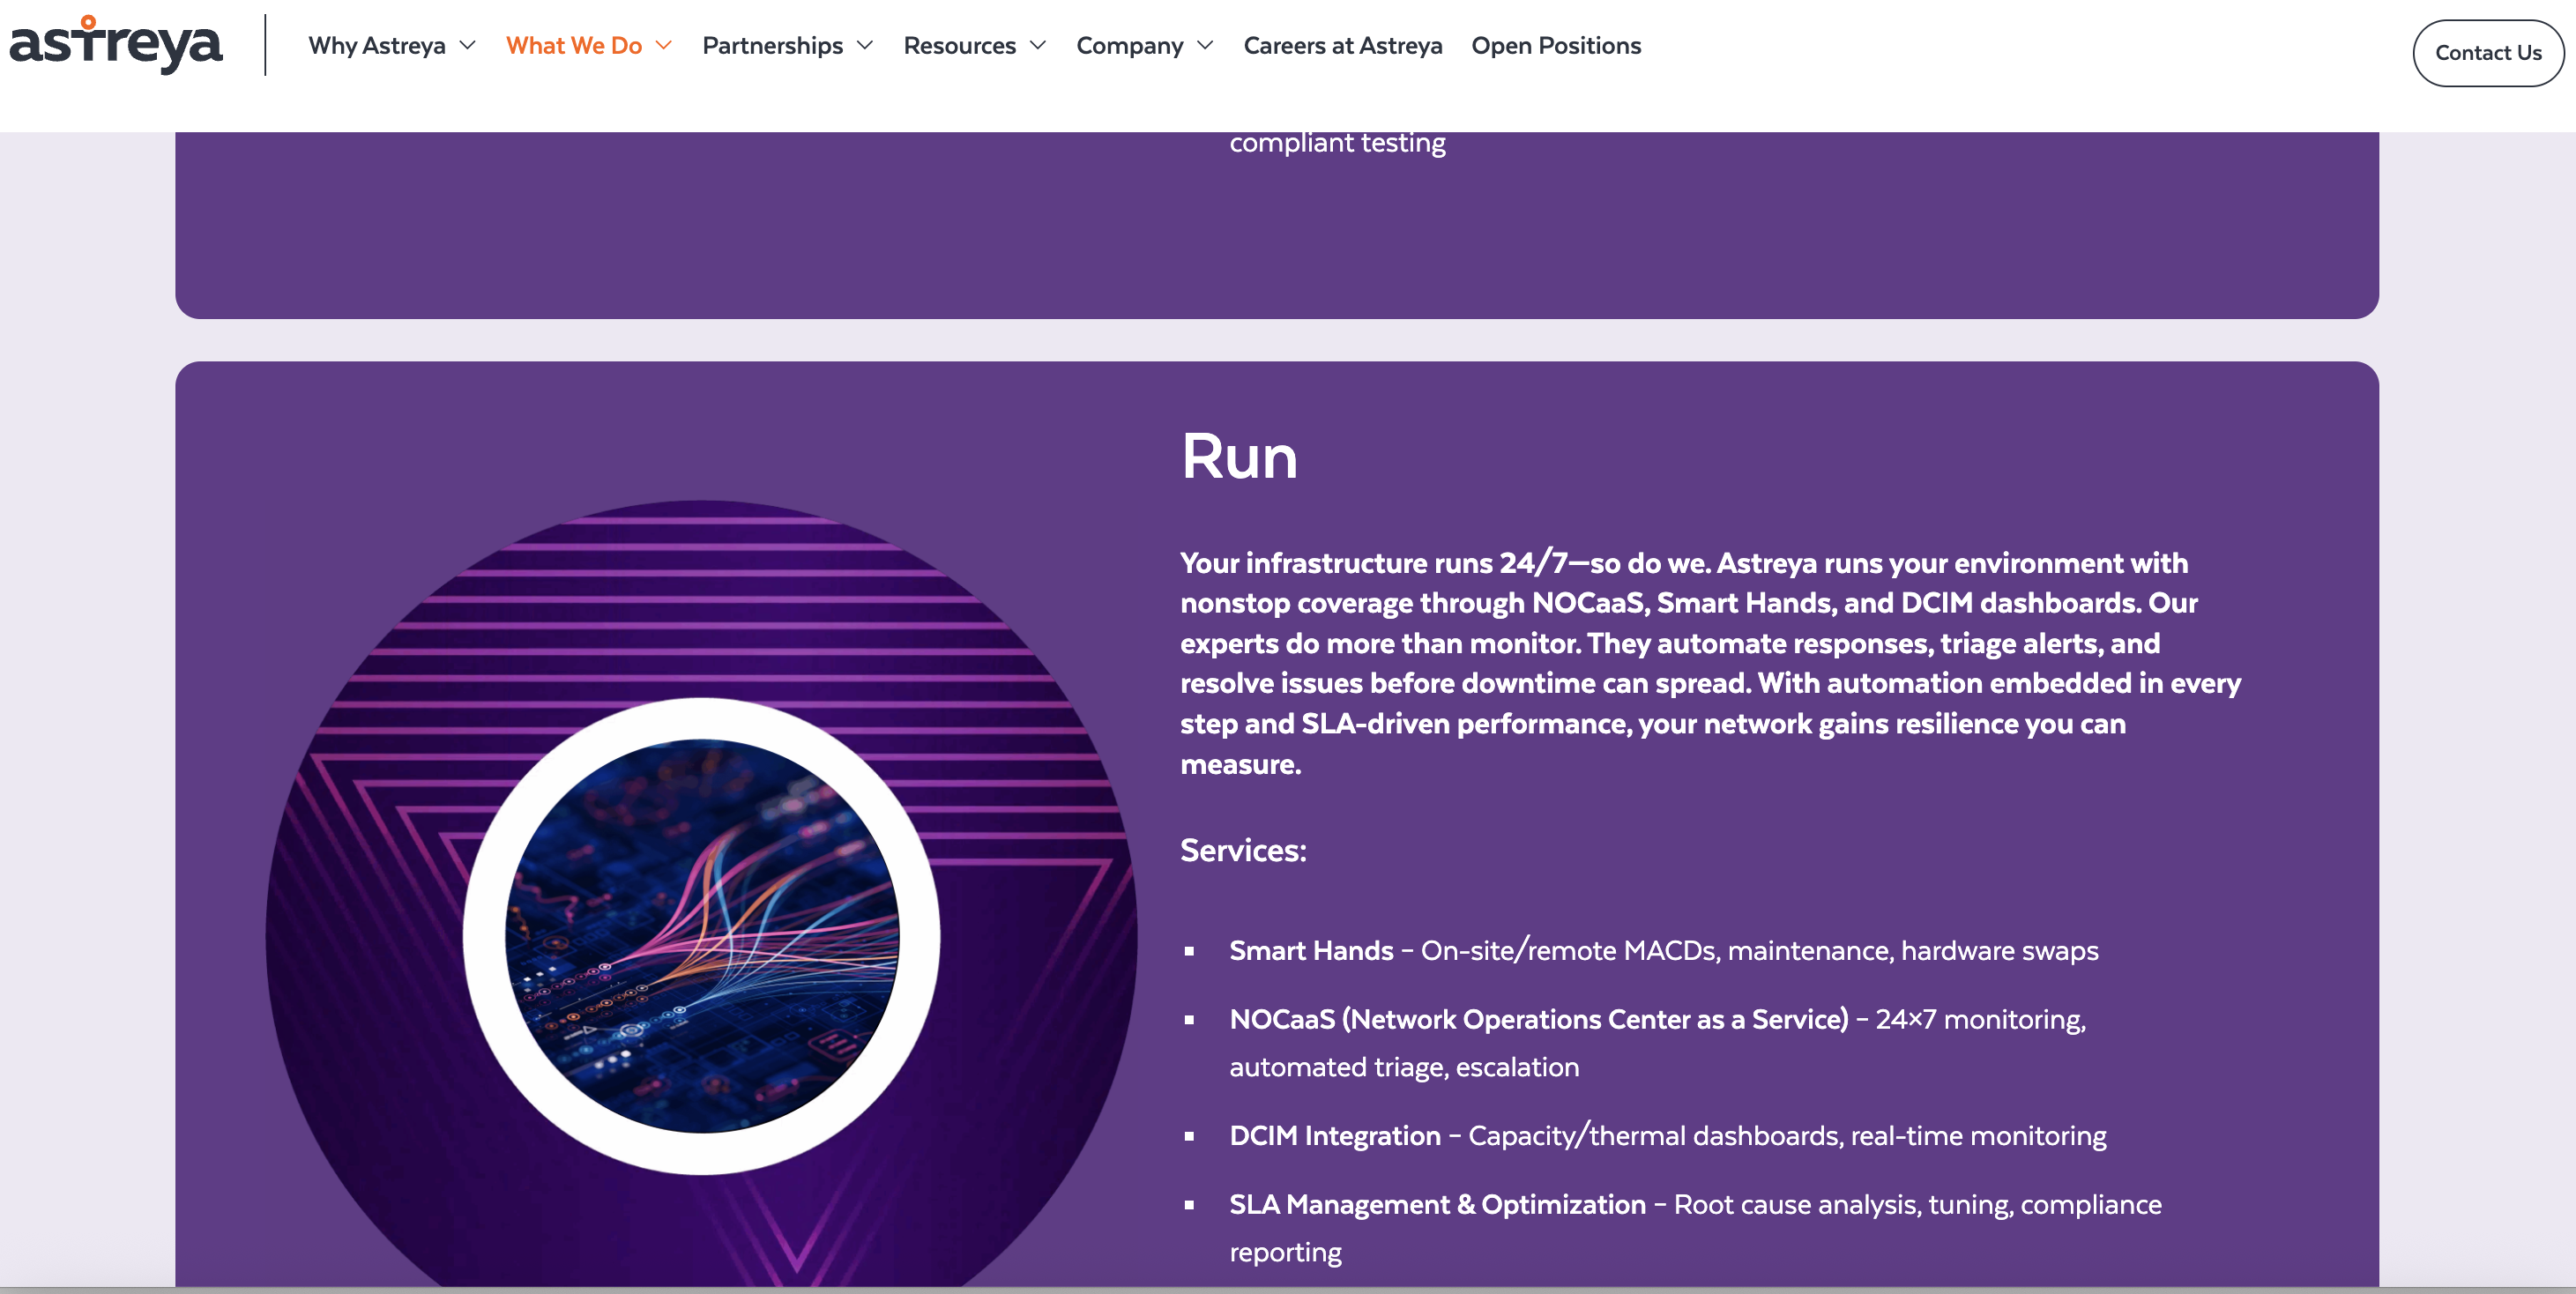 astreya
Why Astreya
What We Do
Partnerships
Resources
Company
Careers at Astreya
Open Positions
Contact Us
compliant testing
Run
Your infrastructure runs 24/7—so do we. Astreya runs your environment with
nonstop coverage through NOCaaS, Smart Hands, and DCIM dashboards. Our
experts do more than monitor. They automate responses, triage alerts, and
resolve issues before downtime can spread. With automation embedded in every
step and SLA-driven performance, your network gains resilience you can
measure.
Services:
▪ Smart Hands – On-site/remote MACDs, maintenance, hardware swaps
▪ NOCaaS (Network Operations Center as a Service) – 24×7 monitoring,
automated triage, escalation
▪ DCIM Integration – Capacity/thermal dashboards, real-time monitoring
▪ SLA Management & Optimization – Root cause analysis, tuning, compliance
reporting